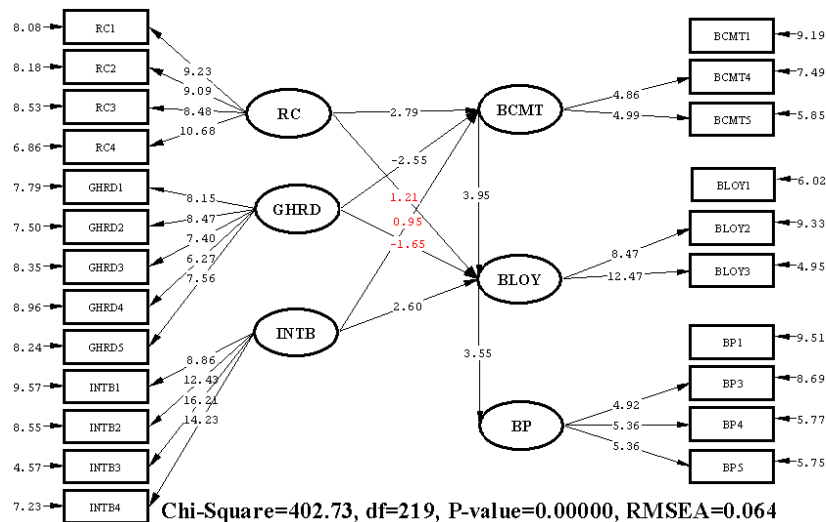 8.08 RC1
8.18 RC2
8.53 RC3
6.86 RC4
7.79 GHRD1
7.50 GHRD2
8.35 GHRD3
8.96 GHRD4
8.24 GHRD5
9.57 INTB1
8.55 INTB2
4.57 INTB3
7.23 INTB4
9.23
9.09
8.48
10.68
8.15
8.47
7.40
6.27
7.56
8.86
12.43
16.21
14.23
RC
GHRD
INTB
2.79
-2.55
1.21
0.95
-1.65
2.60
BCMT
3.95
BLOY
3.55
BP
4.86
4.99
8.47
12.47
4.92
5.36
5.36
BCMT1 9.19
BCMT4 7.49
BCMT5 5.85
BLOY1 6.02
BLOY2 9.33
BLOY3 4.95
BP1 9.51
BP3 8.69
BP4 5.77
BP5 5.75
Chi-Square=402.73, df=219, P-value=0.00000, RMSEA=0.064